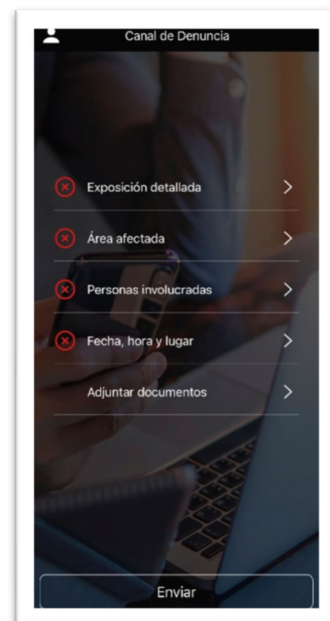 Canal de Denuncia
Exposición detallada
Área afectada
Personas involucradas
Fecha, hora y lugar
Adjuntar documentos
Enviar